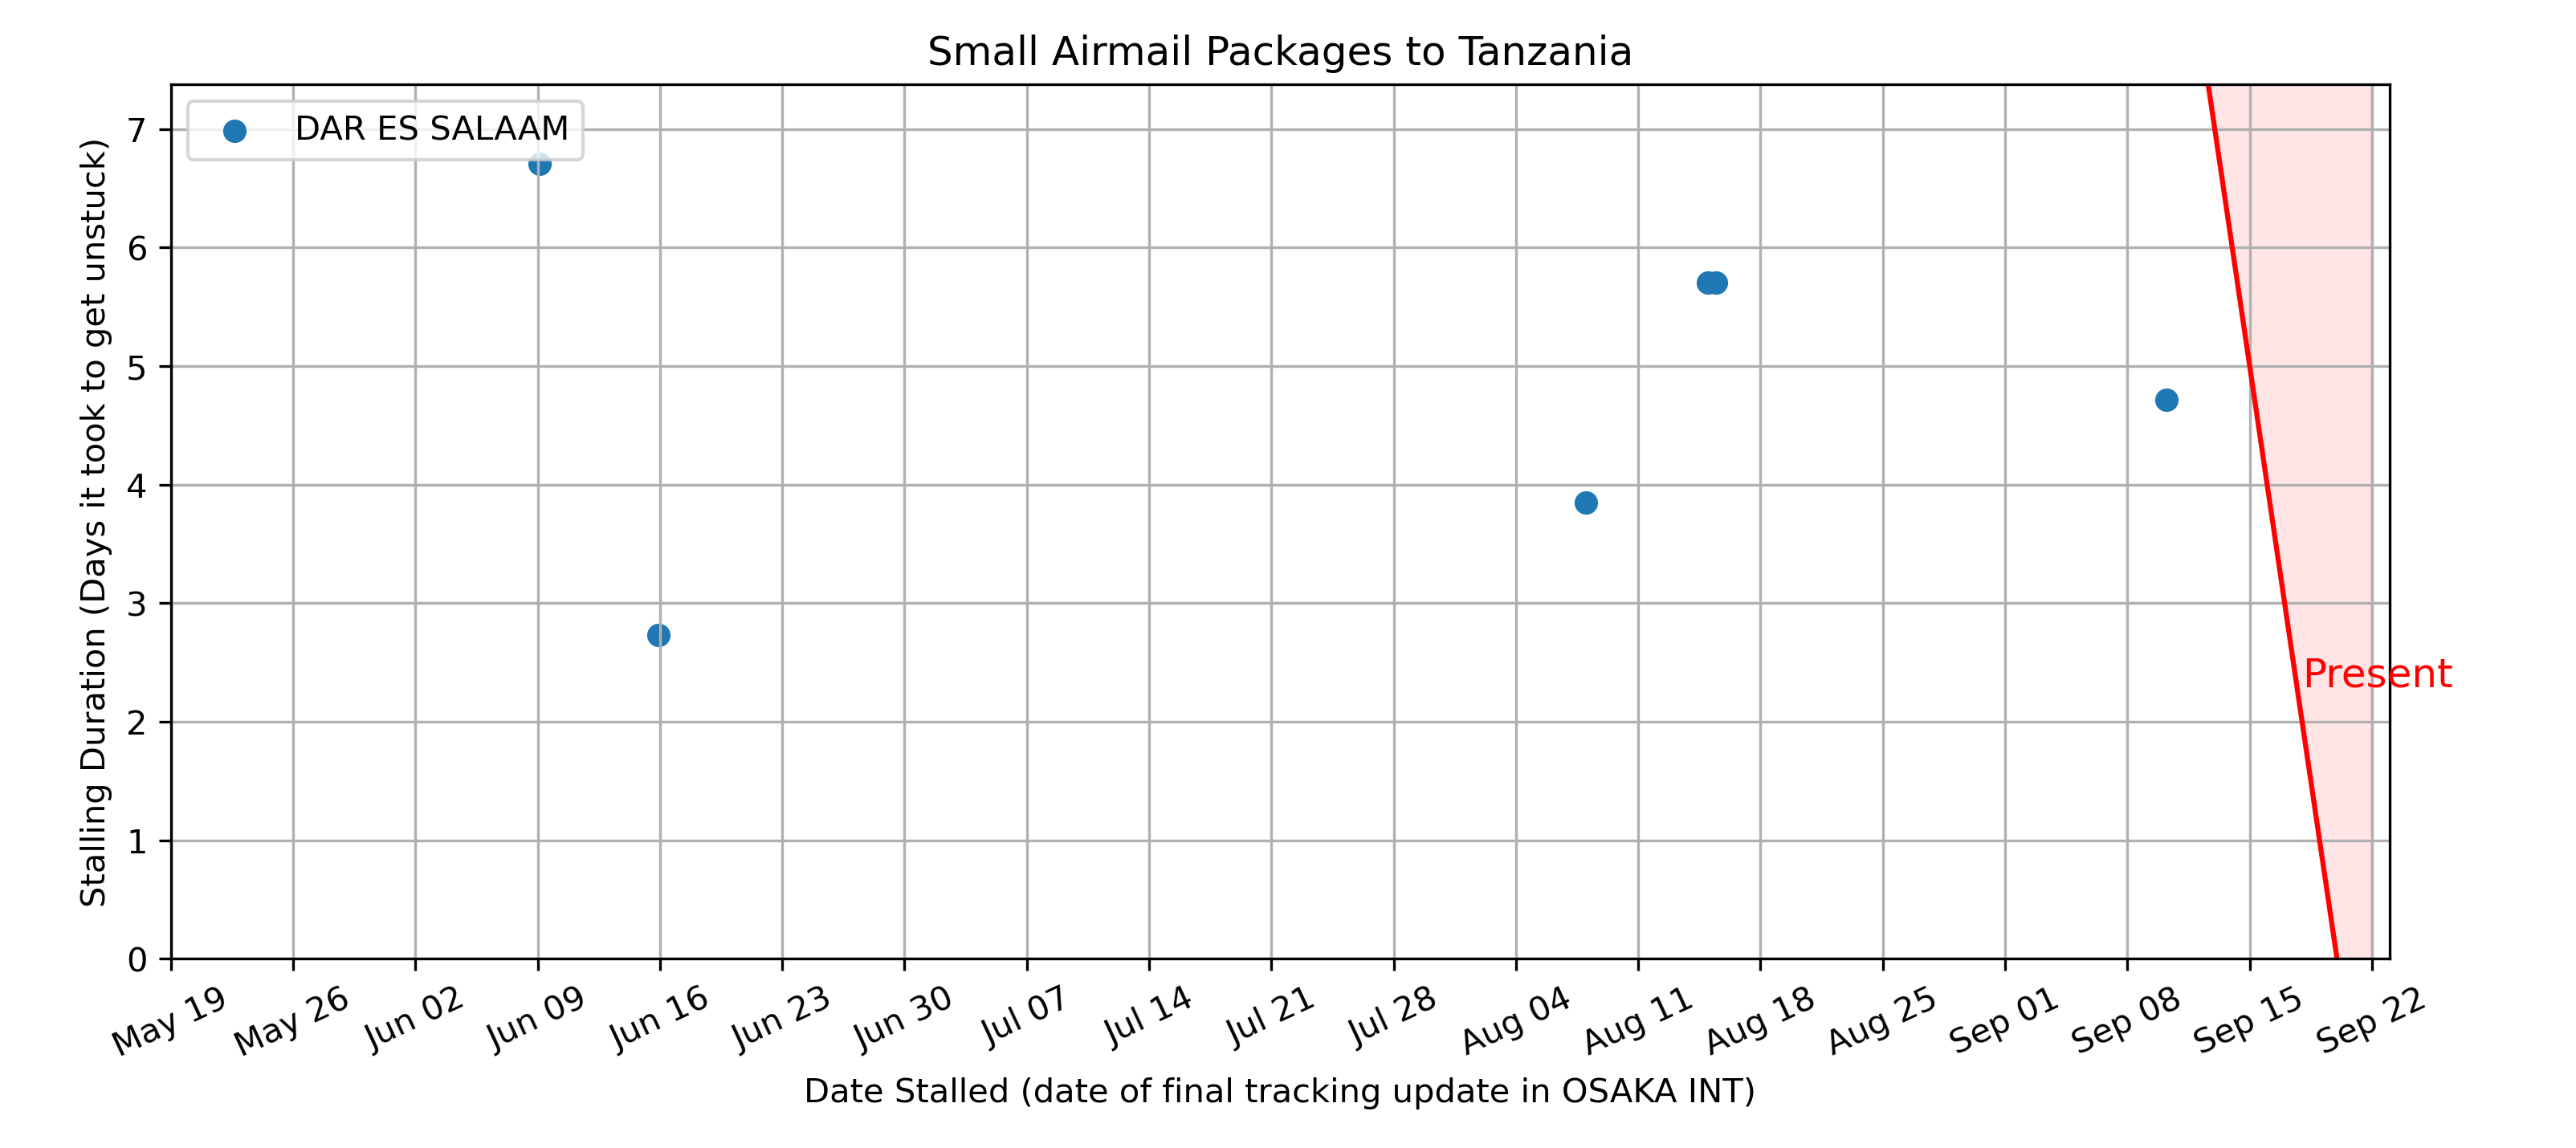 Small Airmail Packages to Tanzania
DAR ES SALAAM
Stalling Duration (Days it took to get unstuck)
7
6
5
4
3
2
1
0
Present
May 19 May 26 Jun 02 Jun 09 Jun 16 Jun 23 Jun 30 Jul 07 Jul 14 Jul 21 Jul 28 Aug 04 Aug 11 Aug 18 Aug 25 Sep 01 Sep 08 Sep 15 Sep 22
Date Stalled (date of final tracking update in OSAKA INT)